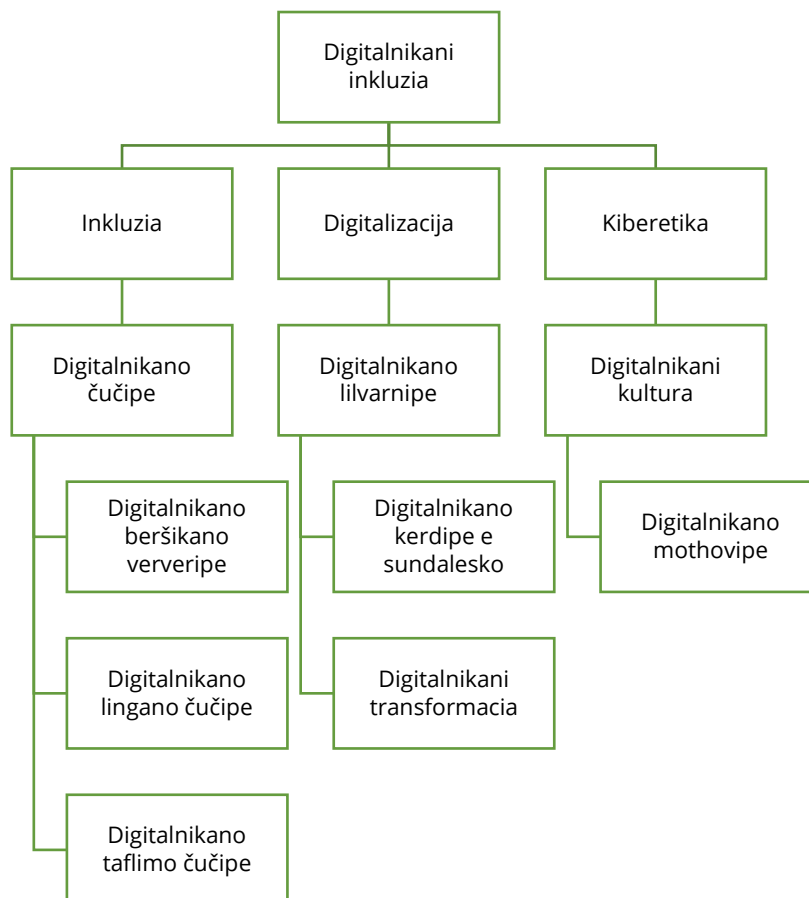 Digitalnikani
inkluzia
Inkluzia
Digitalizacija
Kiberetika
Digitalnikano
čučipe
Digitalnikano
lilvarnipe
Digitalnikani
kultura
Digitalnikano
beršikano
ververipe
Digitalnikano
kerdipe e
sundalesko
Digitalnikano
mothovipe
Digitalnikano
lingano čučipe
Digitalnikani
transformacia
Digitalnikano
taflimo čučipe